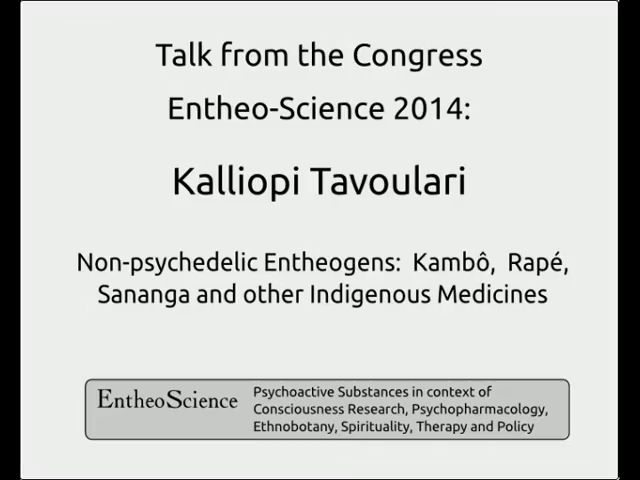 Talk from the Congress
Entheo-Science 2014:
Kalliopi Tavoulari
Non-psychedelic Entheogens: Kambô, Rapé,
Sananga and other Indigenous Medicines
EntheoScience
Psychoactive Substances in context of
Consciousness Research, Psychopharmacology,
Ethnobotany, Spirituality, Therapy and Policy